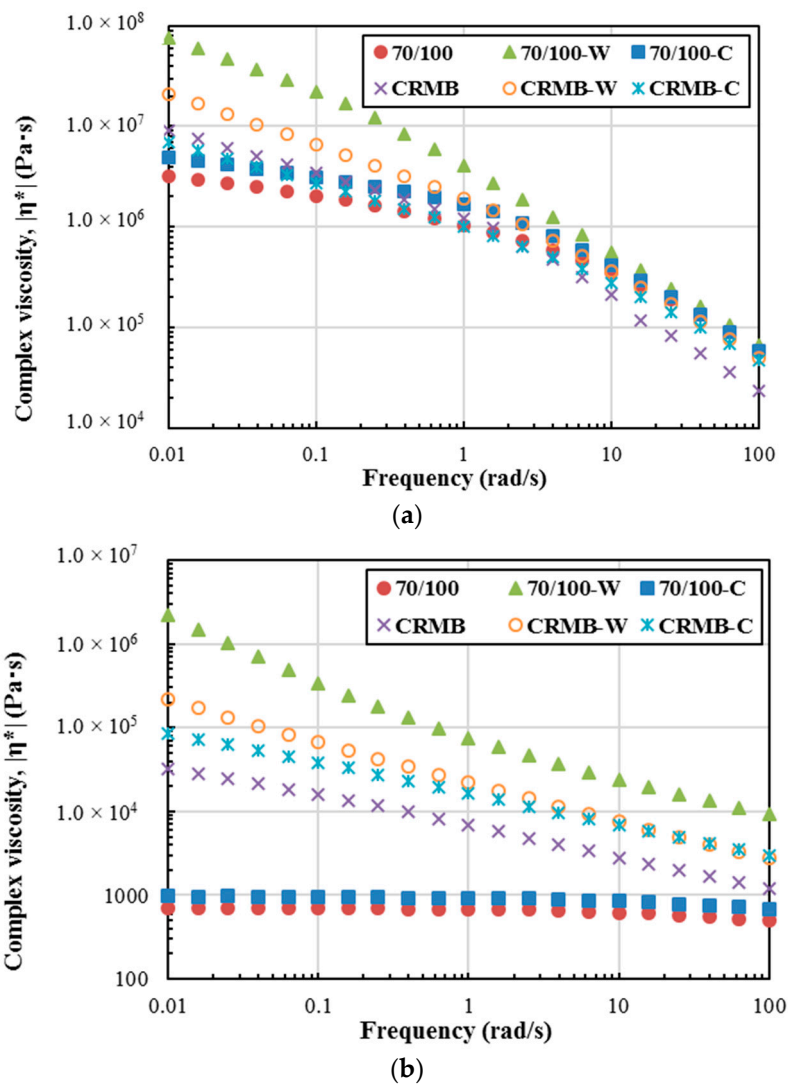 1.0 × 10⁸
1.0 × 10⁷
1.0 × 10⁶
1.0 × 10⁵
1.0 × 10⁴
Complex viscosity, |η*| (Pa▪s)
70/100 70/100-W 70/100-C
CRMB CRMB-W CRMB-C
0.01 0.1 1 10 100
Frequency (rad/s)
(a)
1.0 × 10⁷
1.0 × 10⁶
1.0 × 10⁵
1.0 × 10⁴
1000
100
Complex viscosity, |η*| (Pa▪s)
70/100 70/100-W 70/100-C
CRMB CRMB-W CRMB-C
0.01 0.1 1 10 100
Frequency (rad/s)
(b)